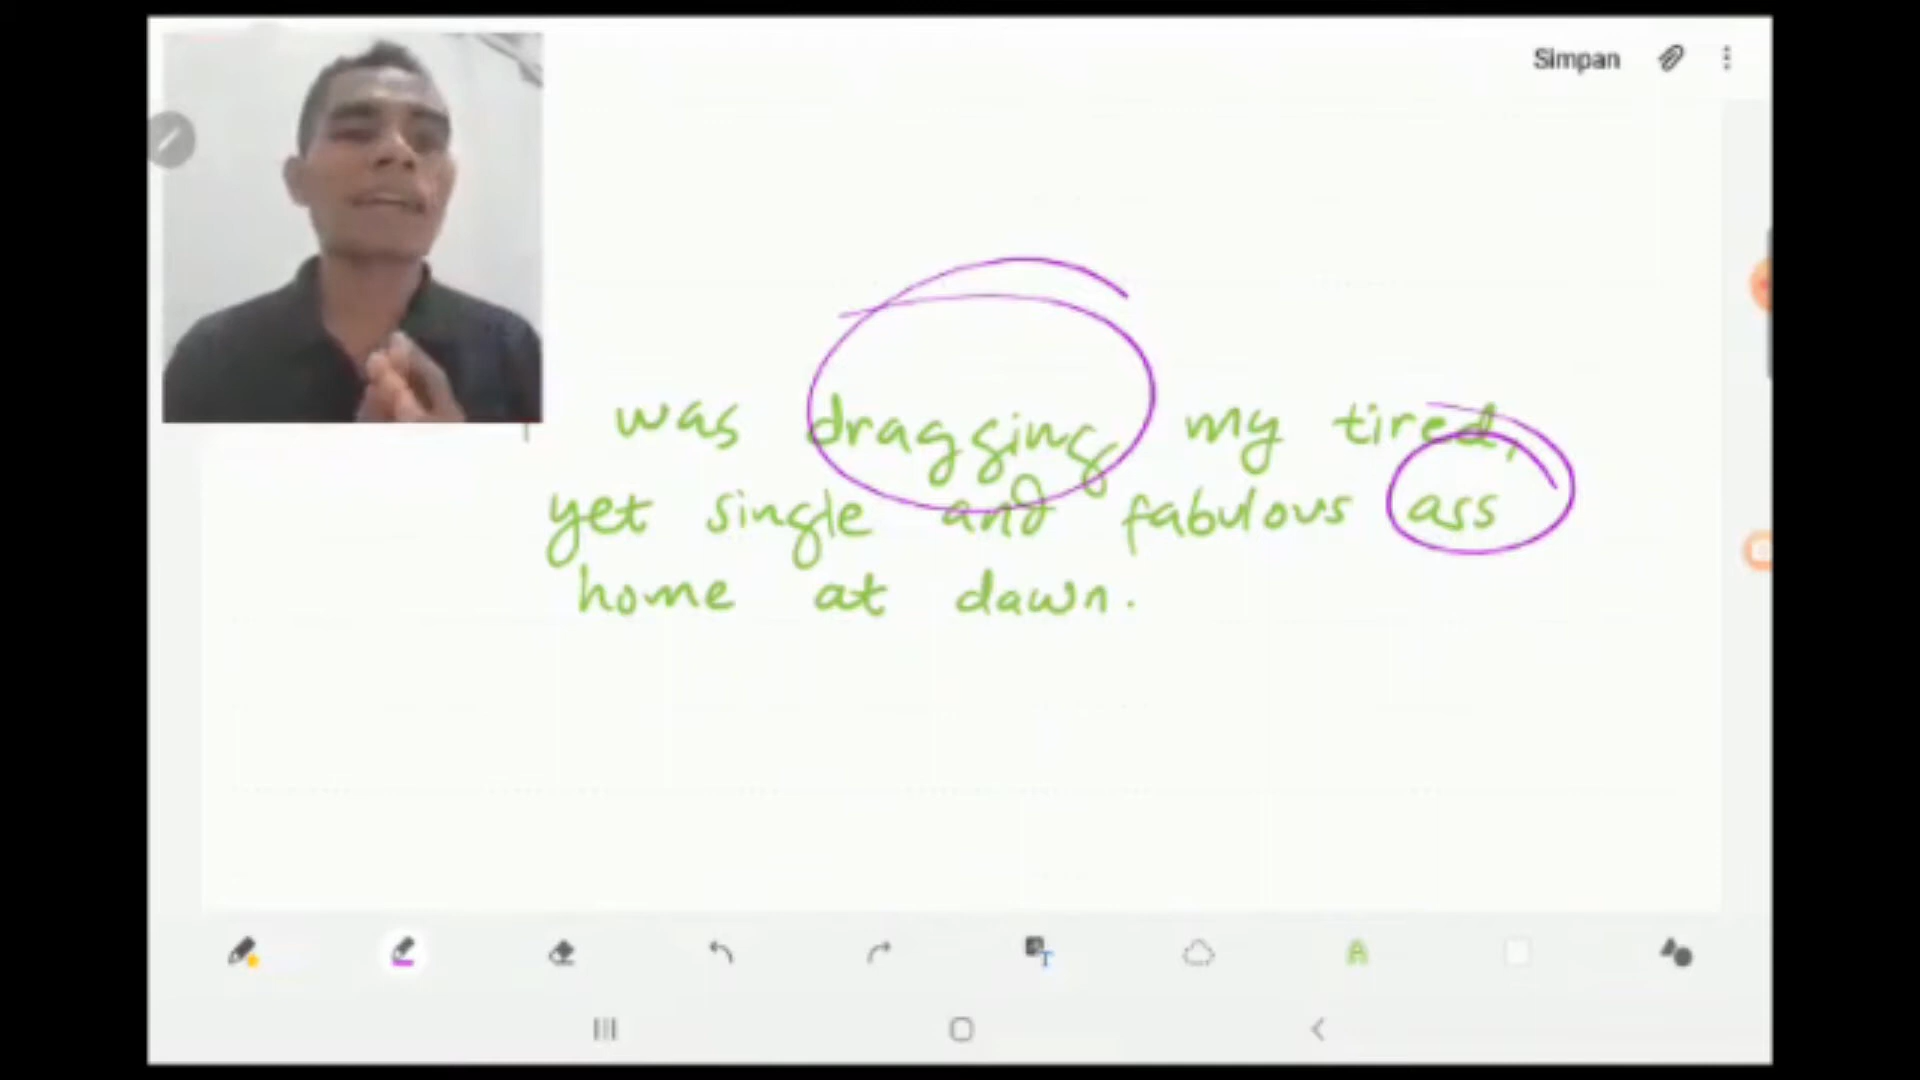 Simpan
was dragging my tired,
yet single and fabulous ass
home at dawn.